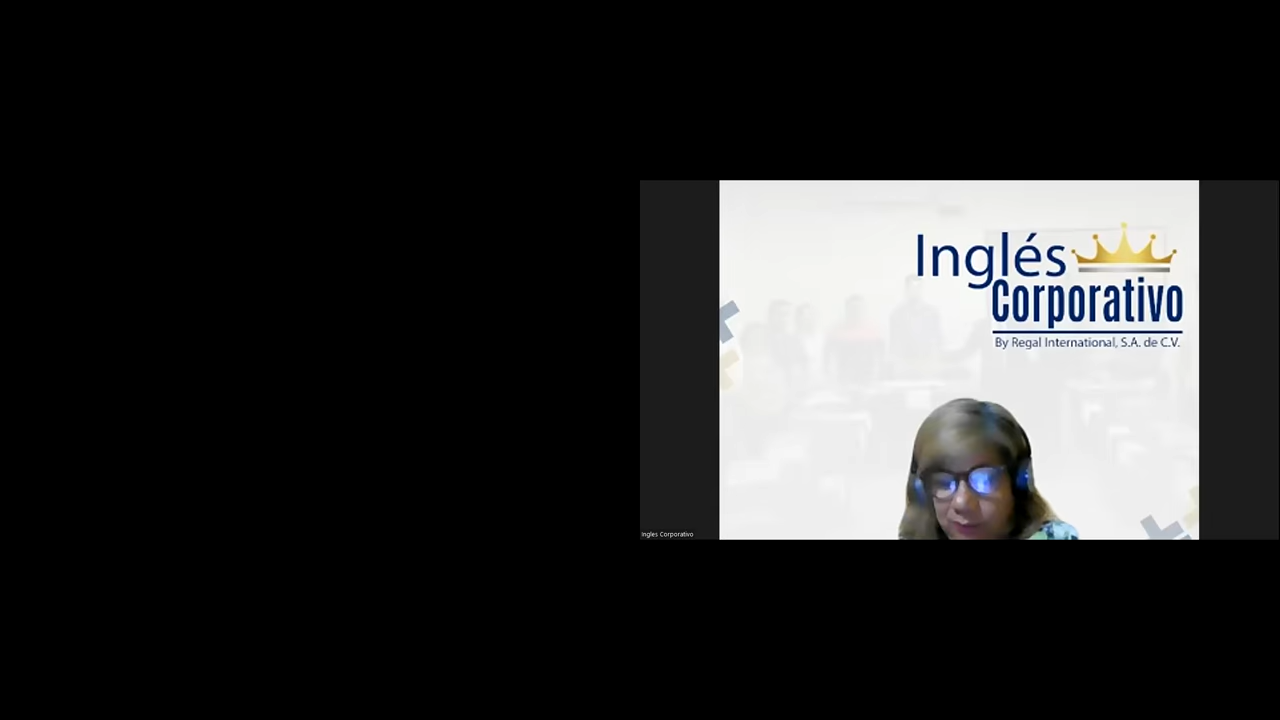 Inglés
Corporativo
By Regal International, S.A. de C.V.
Ingles Corporativo